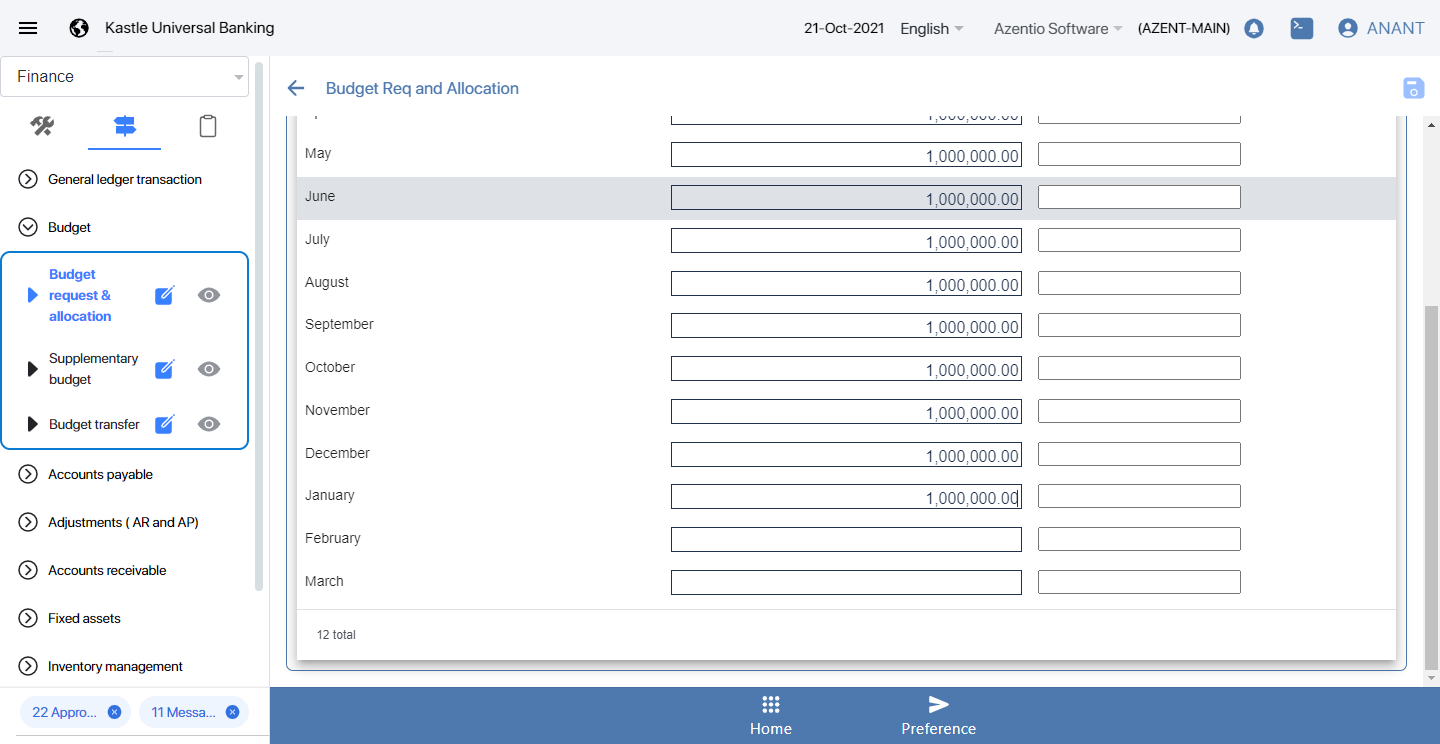 Kastle Universal Banking
21-Oct-2021 English Azentio Software (AZENT-MAIN) ANANT
Finance
General ledger transaction
Budget
Budget
request &
allocation
Supplementary
budget
Budget transfer
Accounts payable
Adjustments ( AR and AP)
Accounts receivable
Fixed assets
Inventory management
22 Appro...
11 Messa...
Budget Req and Allocation
1,000,000.00
May 1,000,000.00
June 1,000,000.00
July 1,000,000.00
August 1,000,000.00
September 1,000,000.00
October 1,000,000.00
November 1,000,000.00
December 1,000,000.00
January 1,000,000.00
February
March
12 total
Home
Preference